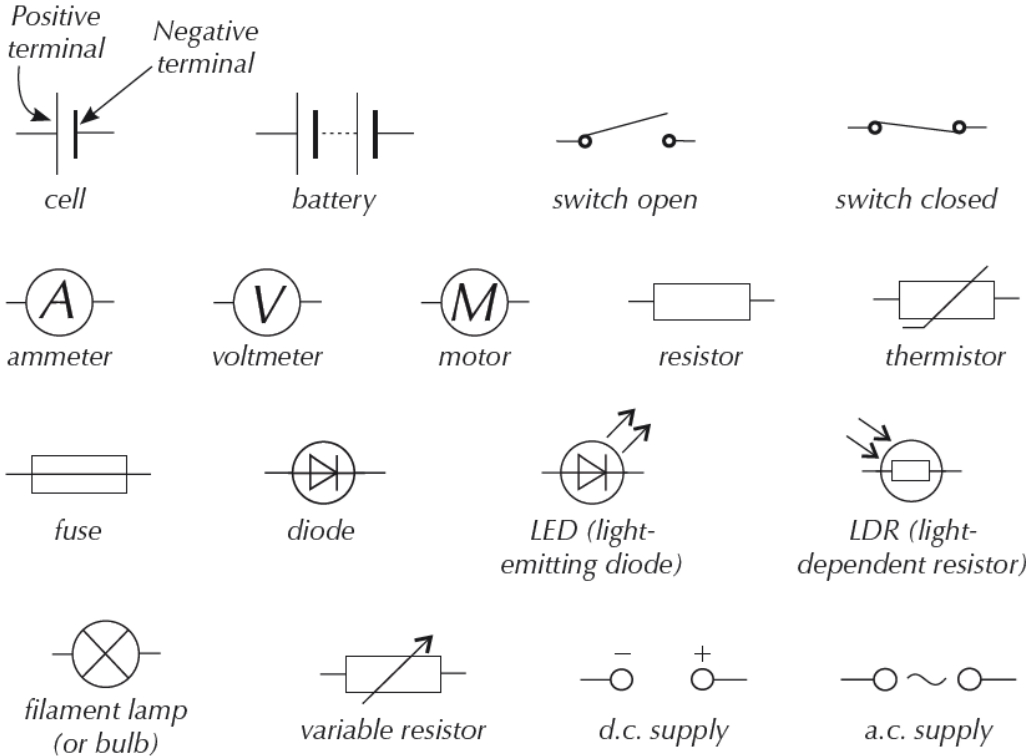 Positive
terminal
Negative
terminal
cell
battery
switch open
switch closed
A
V
M
ammeter
voltmeter
motor
resistor
thermistor
fuse
diode
LED (light-
emitting diode)
LDR (light-
dependent resistor)
filament lamp
(or bulb)
variable resistor
−
+
d.c. supply
a.c. supply